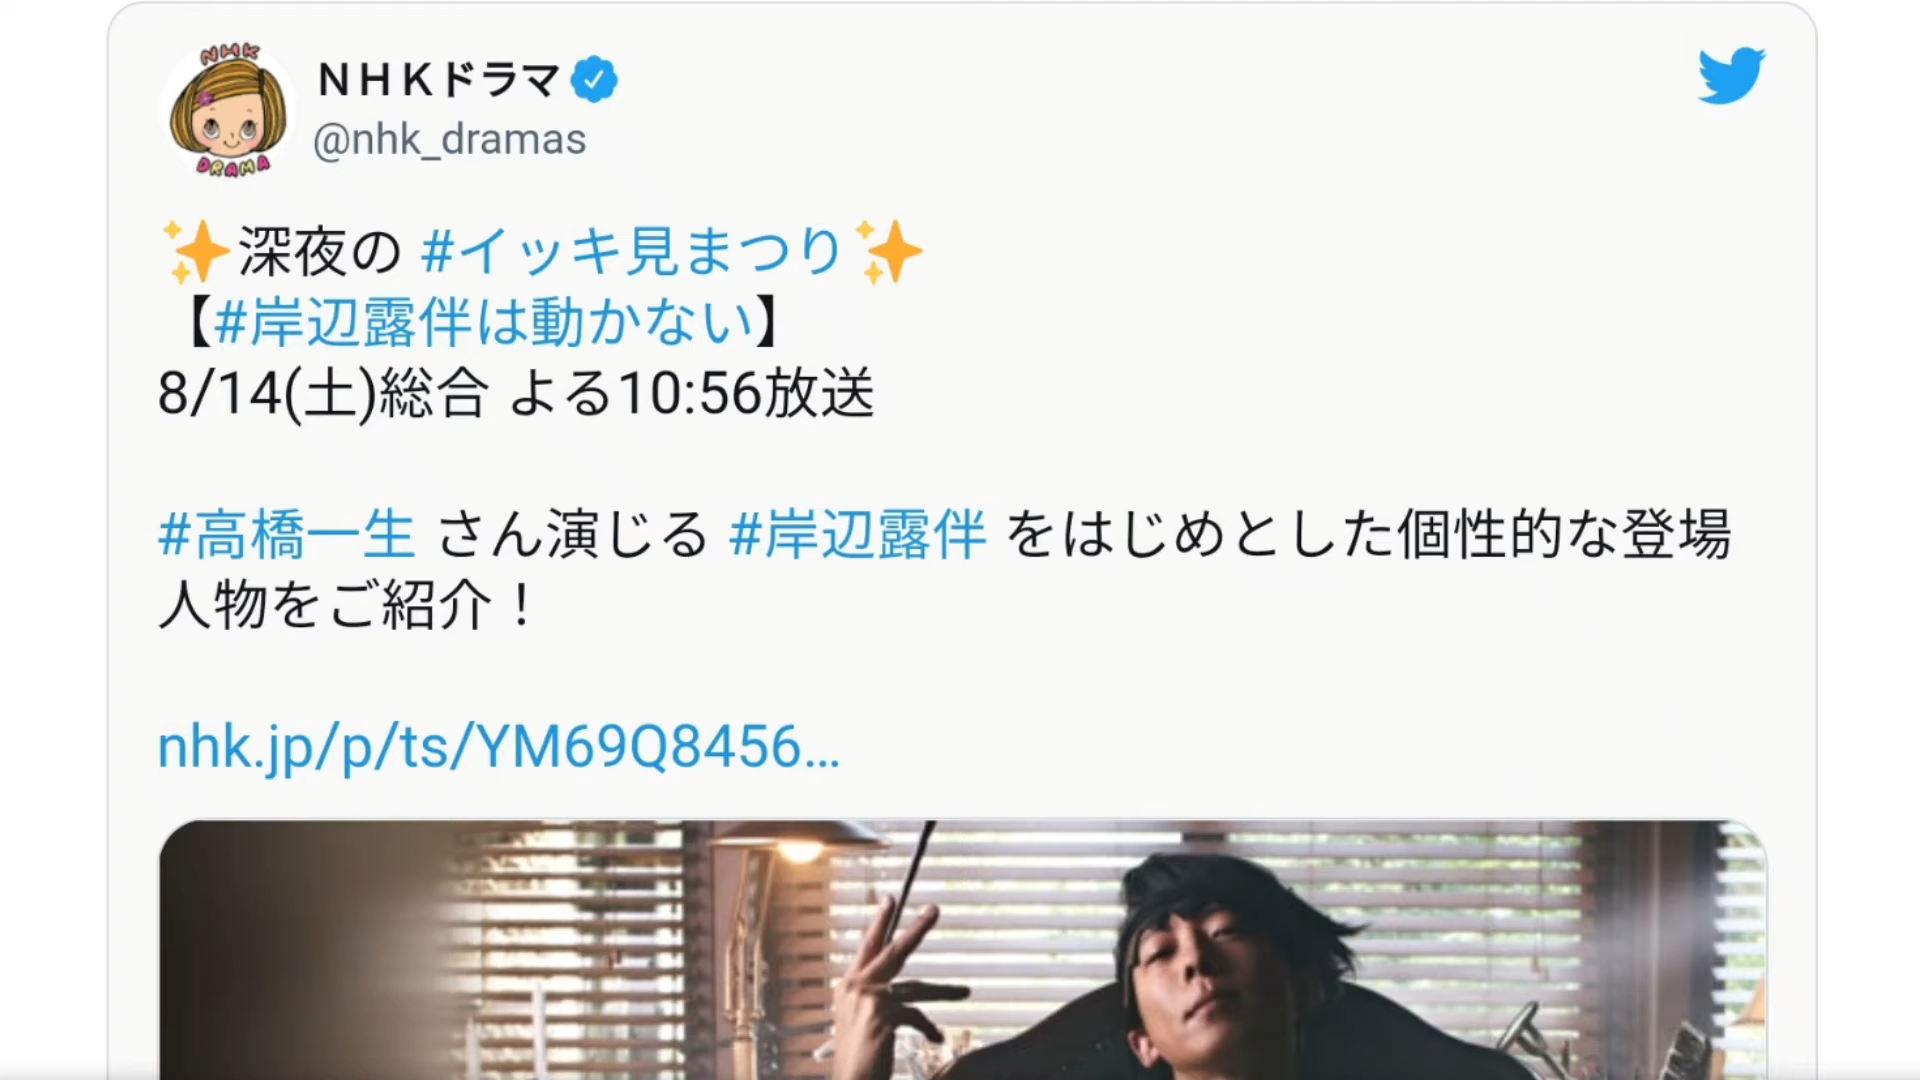 NHK
DRAMA
NHKドラマ
@nhk_dramas
✨深夜の #イッキ見まつり✨
【#岸辺露伴は動かない】
8/14(土)総合 よる10:56放送
#高橋一生 さん演じる #岸辺露伴 をはじめとした個性的な登場
人物をご紹介！
nhk.jp/p/ts/YM69Q8456…